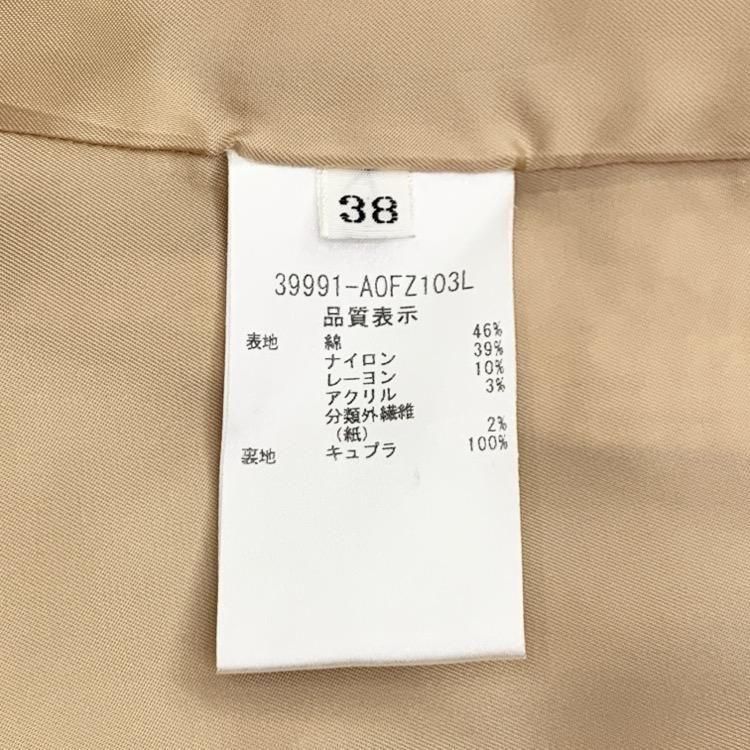 38
39991-A0FZ103L
品質表示
表地 綿 46%
ナイロン 39%
レーヨン 10%
アクリル 3%
分類外繊維
(紙) 2%
裏地 キュプラ 100%